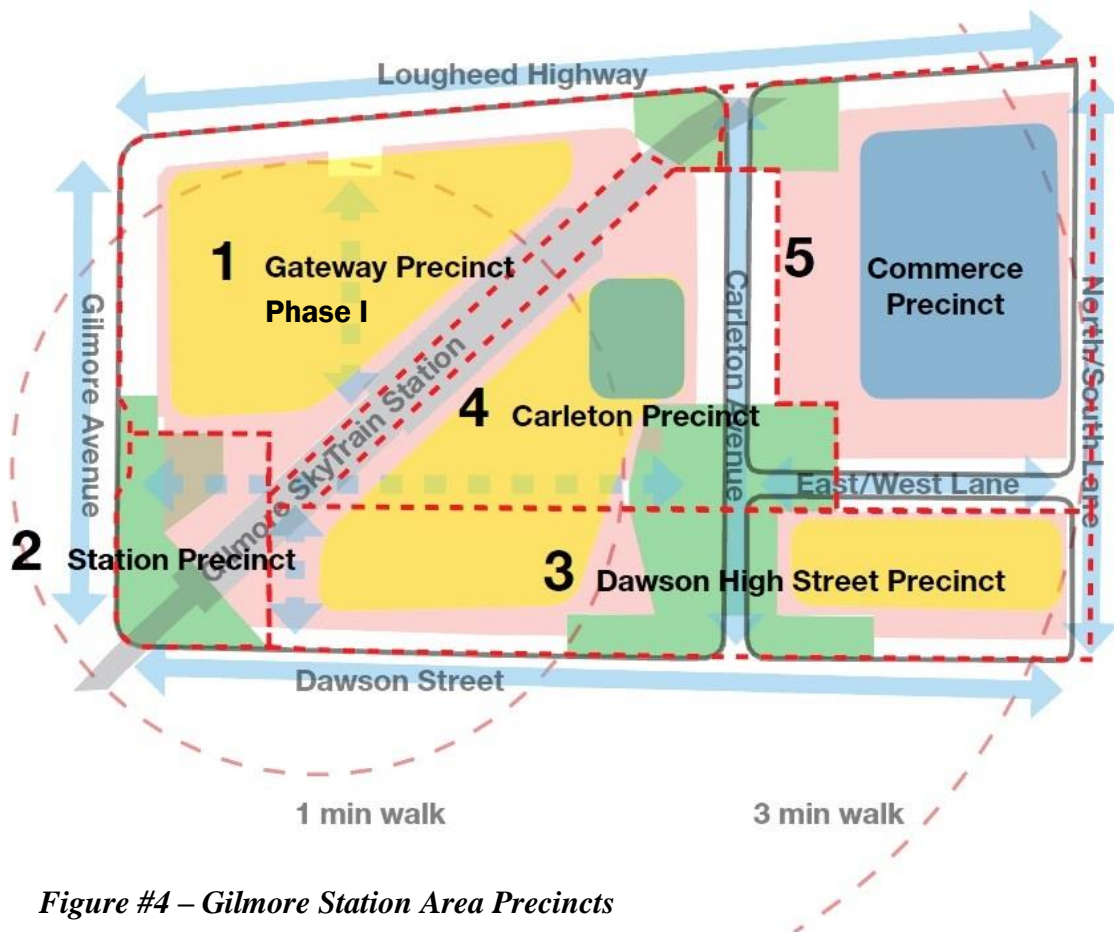 Lougheed Highway
1 Gateway Precinct
Phase I
5 Commerce
Precinct
Gilmore Avenue
Carleton Avenue
North/South Lane
Gilmore SkyTrain Station
4 Carleton Precinct
East/West Lane
2 Station Precinct
3 Dawson High Street Precinct
Dawson Street
1 min walk
3 min walk
Figure #4 – Gilmore Station Area Precincts